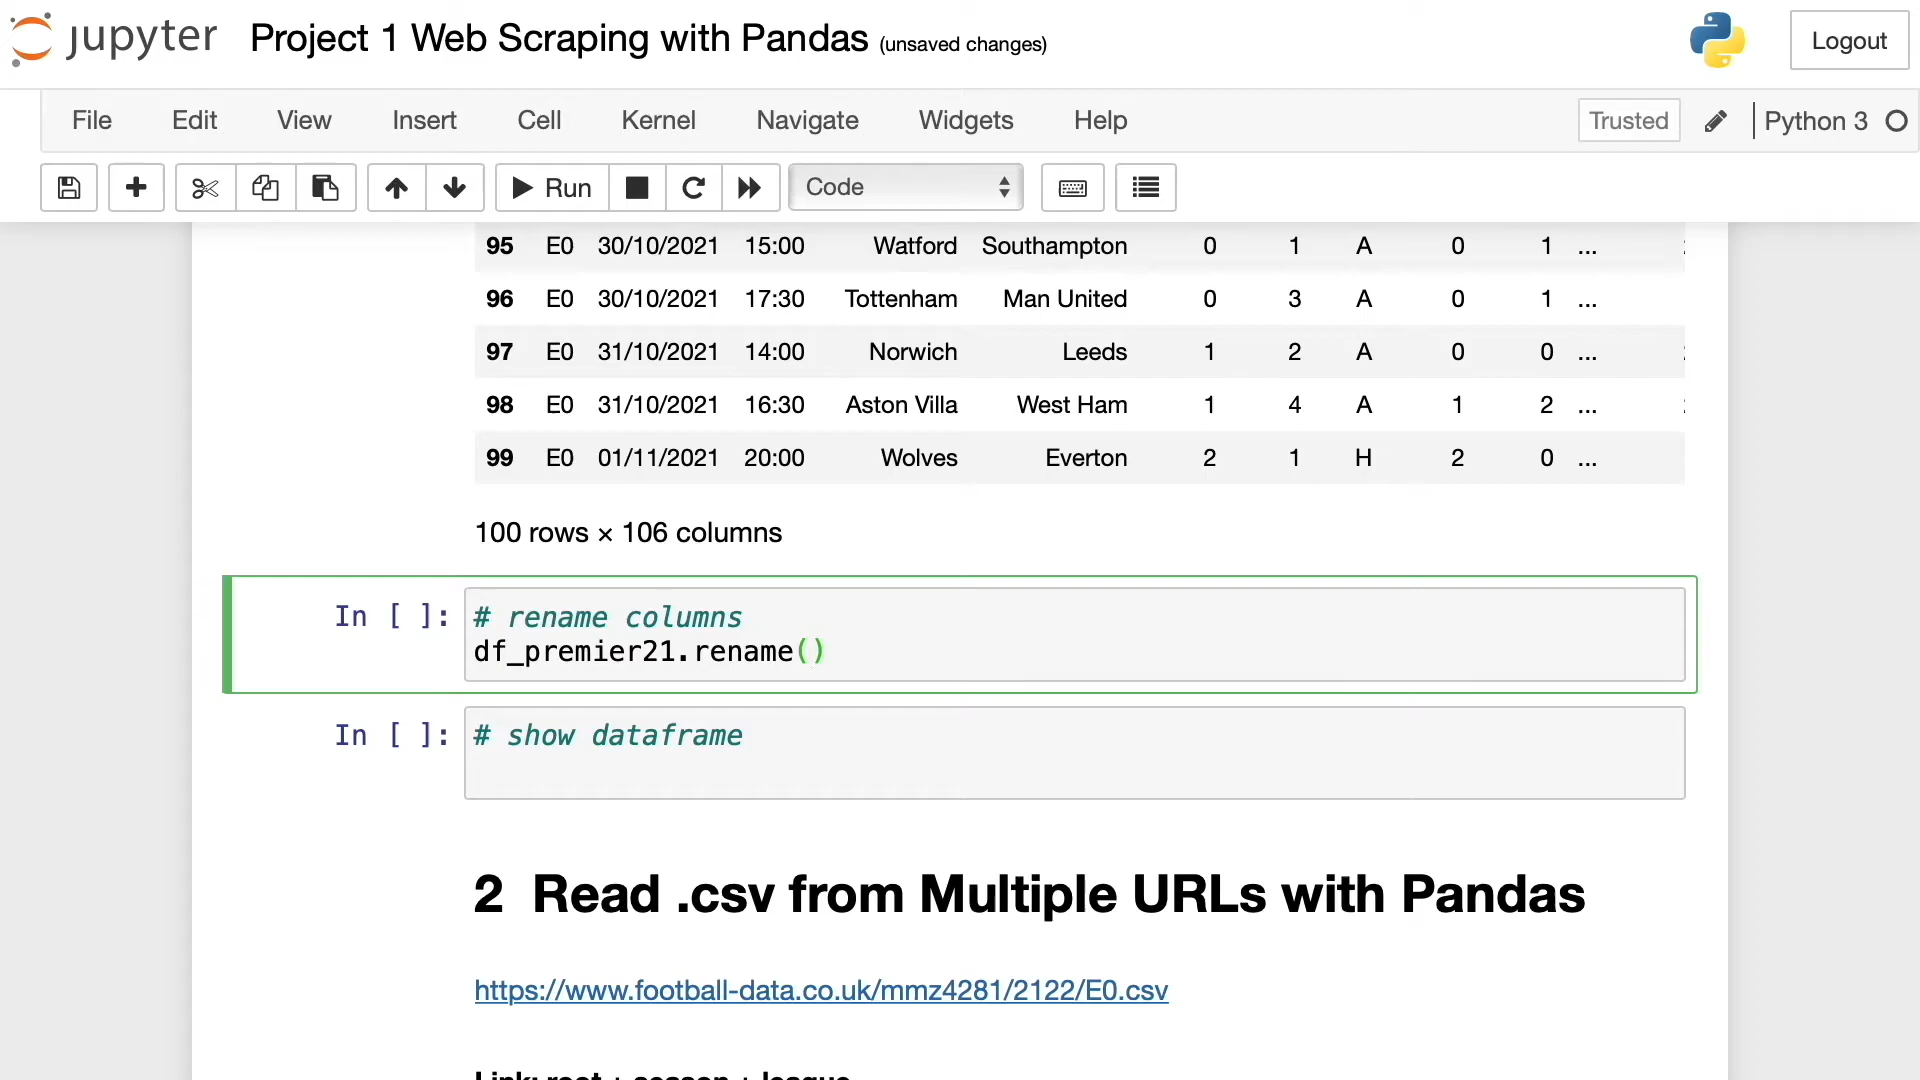 jupyter Project 1 Web Scraping with Pandas (unsaved changes) Logout
File Edit View Insert Cell Kernel Navigate Widgets Help Trusted Python 3
Run Code
95 E0 30/10/2021 15:00 Watford Southampton 0 1 A 0 1 ...
96 E0 30/10/2021 17:30 Tottenham Man United 0 3 A 0 1 ...
97 E0 31/10/2021 14:00 Norwich Leeds 1 2 A 0 0 ...
98 E0 31/10/2021 16:30 Aston Villa West Ham 1 4 A 1 2 ...
99 E0 01/11/2021 20:00 Wolves Everton 2 1 H 2 0 ...
100 rows × 106 columns
In [ ]: # rename columns
df_premier21.rename()
In [ ]: # show dataframe
2 Read .csv from Multiple URLs with Pandas
https://www.football-data.co.uk/mmz4281/2122/E0.csv
Link: root + season + league